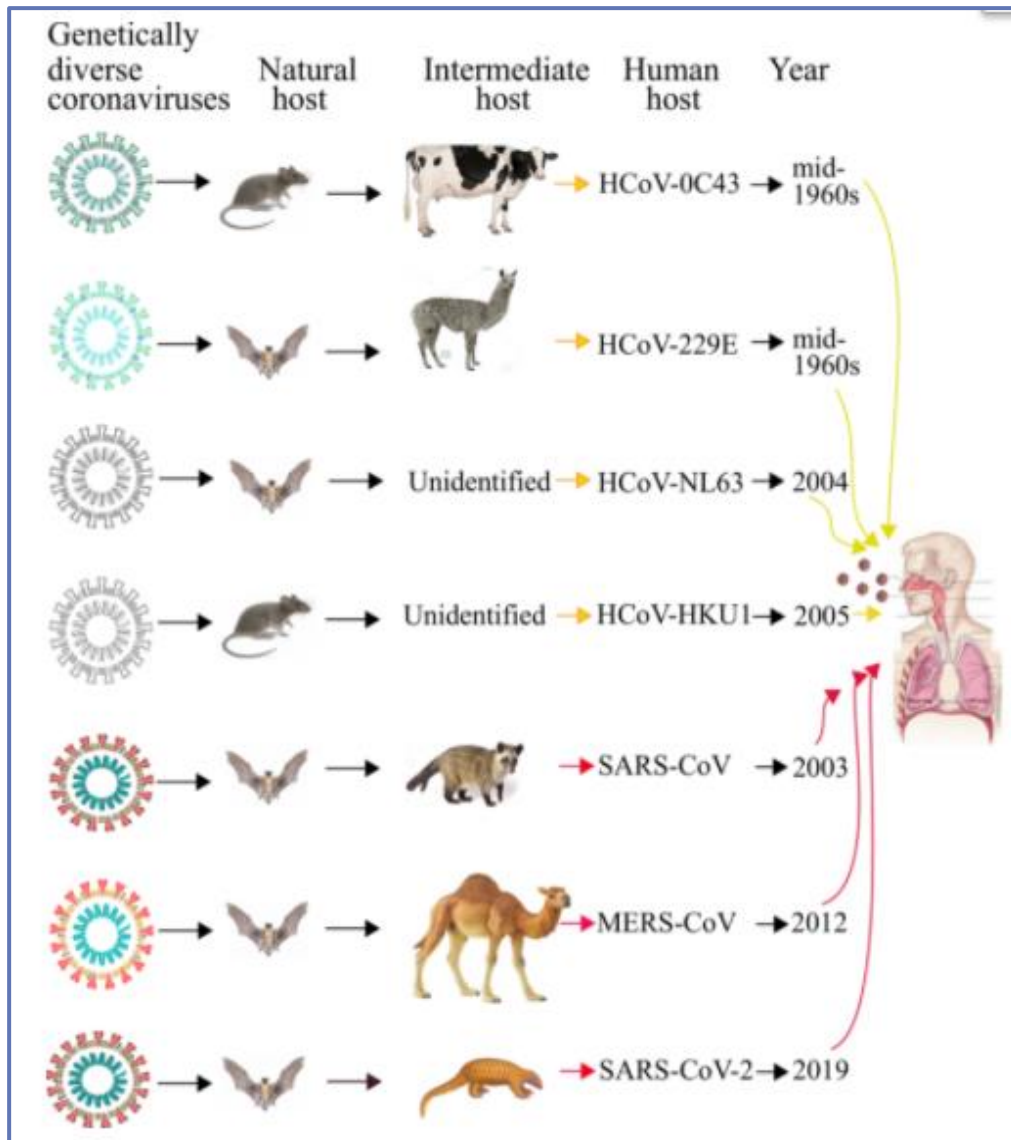 Genetically
diverse
coronaviruses
Natural
host
Intermediate
host
Human
host
Year
HCoV-0C43
mid-
1960s
HCoV-229E
mid-
1960s
Unidentified
HCoV-NL63
2004
Unidentified
HCoV-HKU1
2005
SARS-CoV
2003
MERS-CoV
2012
SARS-CoV-2
2019